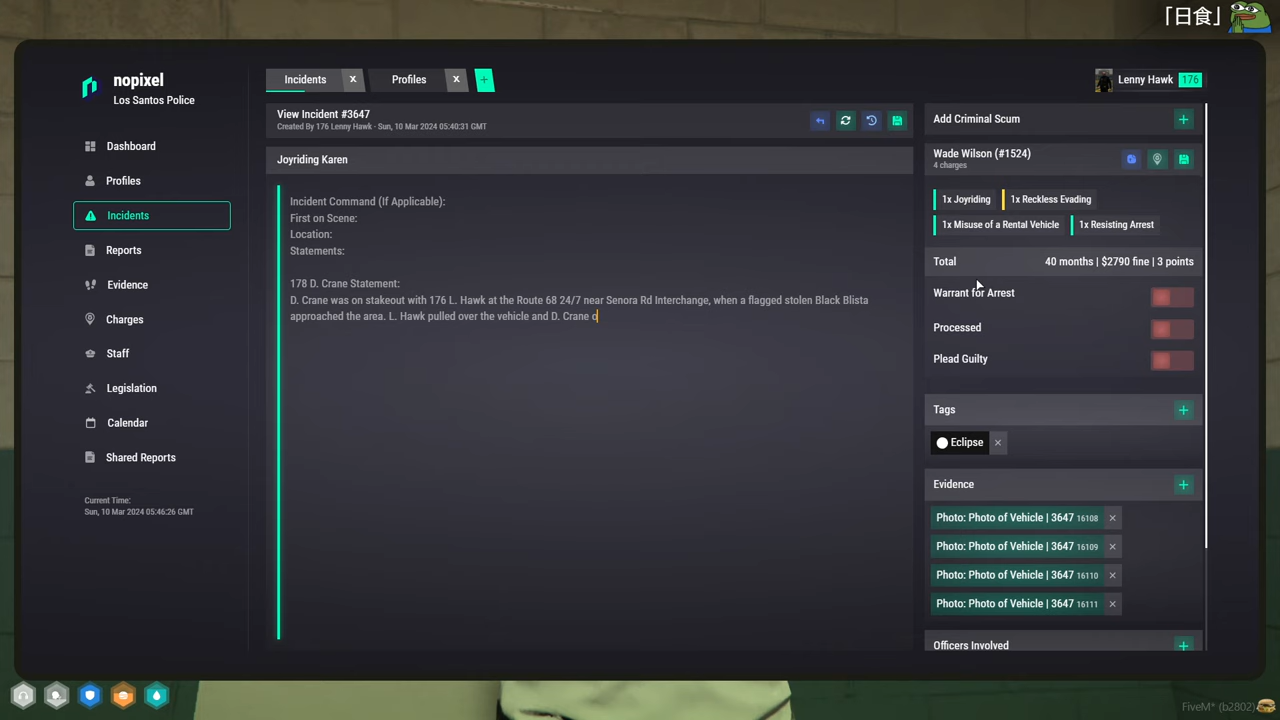 「日食」
nopixel
Los Santos Police
Incidents x
Profiles x
+
Lenny Hawk 176
Dashboard
Profiles
Incidents
Reports
Evidence
Charges
Staff
Legislation
Calendar
Shared Reports
Current Time:
Sun, 10 Mar 2024 05:46:26 GMT
View Incident #3647
Created By 176 Lenny Hawk - Sun, 10 Mar 2024 05:40:31 GMT
Joyriding Karen
Incident Command (If Applicable):
First on Scene:
Location:
Statements:
178 D. Crane Statement:
D. Crane was on stakeout with 176 L. Hawk at the Route 68 24/7 near Senora Rd Interchange, when a flagged stolen Black Blista
approached the area. L. Hawk pulled over the vehicle and D. Crane o
Add Criminal Scum +
Wade Wilson (#1524)
4 charges
1x Joyriding 1x Reckless Evading
1x Misuse of a Rental Vehicle 1x Resisting Arrest
Total 40 months | $2790 fine | 3 points
Warrant for Arrest
Processed
Plead Guilty
Tags +
Eclipse ×
Evidence +
Photo: Photo of Vehicle | 3647 16108 ×
Photo: Photo of Vehicle | 3647 16109 ×
Photo: Photo of Vehicle | 3647 16110 ×
Photo: Photo of Vehicle | 3647 16111 ×
Officers Involved +
FiveM* (b2802)